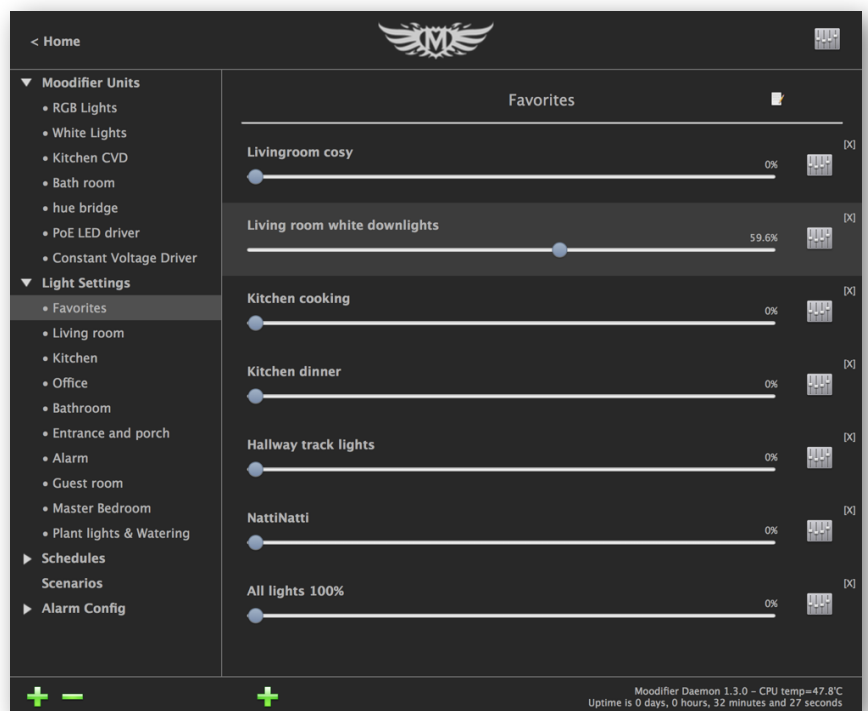 < Home
M
▼ Moodifier Units
• RGB Lights
• White Lights
• Kitchen CVD
• Bath room
• hue bridge
• PoE LED driver
• Constant Voltage Driver
▼ Light Settings
• Favorites
• Living room
• Kitchen
• Office
• Bathroom
• Entrance and porch
• Alarm
• Guest room
• Master Bedroom
• Plant lights & Watering
▶ Schedules
Scenarios
▶ Alarm Config
Favorites
Livingroom cosy
0%
[X]
Living room white downlights
59.6%
[X]
Kitchen cooking
0%
[X]
Kitchen dinner
0%
[X]
Hallway track lights
0%
[X]
NattiNatti
0%
[X]
All lights 100%
0%
[X]
Moodifier Daemon 1.3.0 – CPU temp=47.8'C
Uptime is 0 days, 0 hours, 32 minutes and 27 seconds